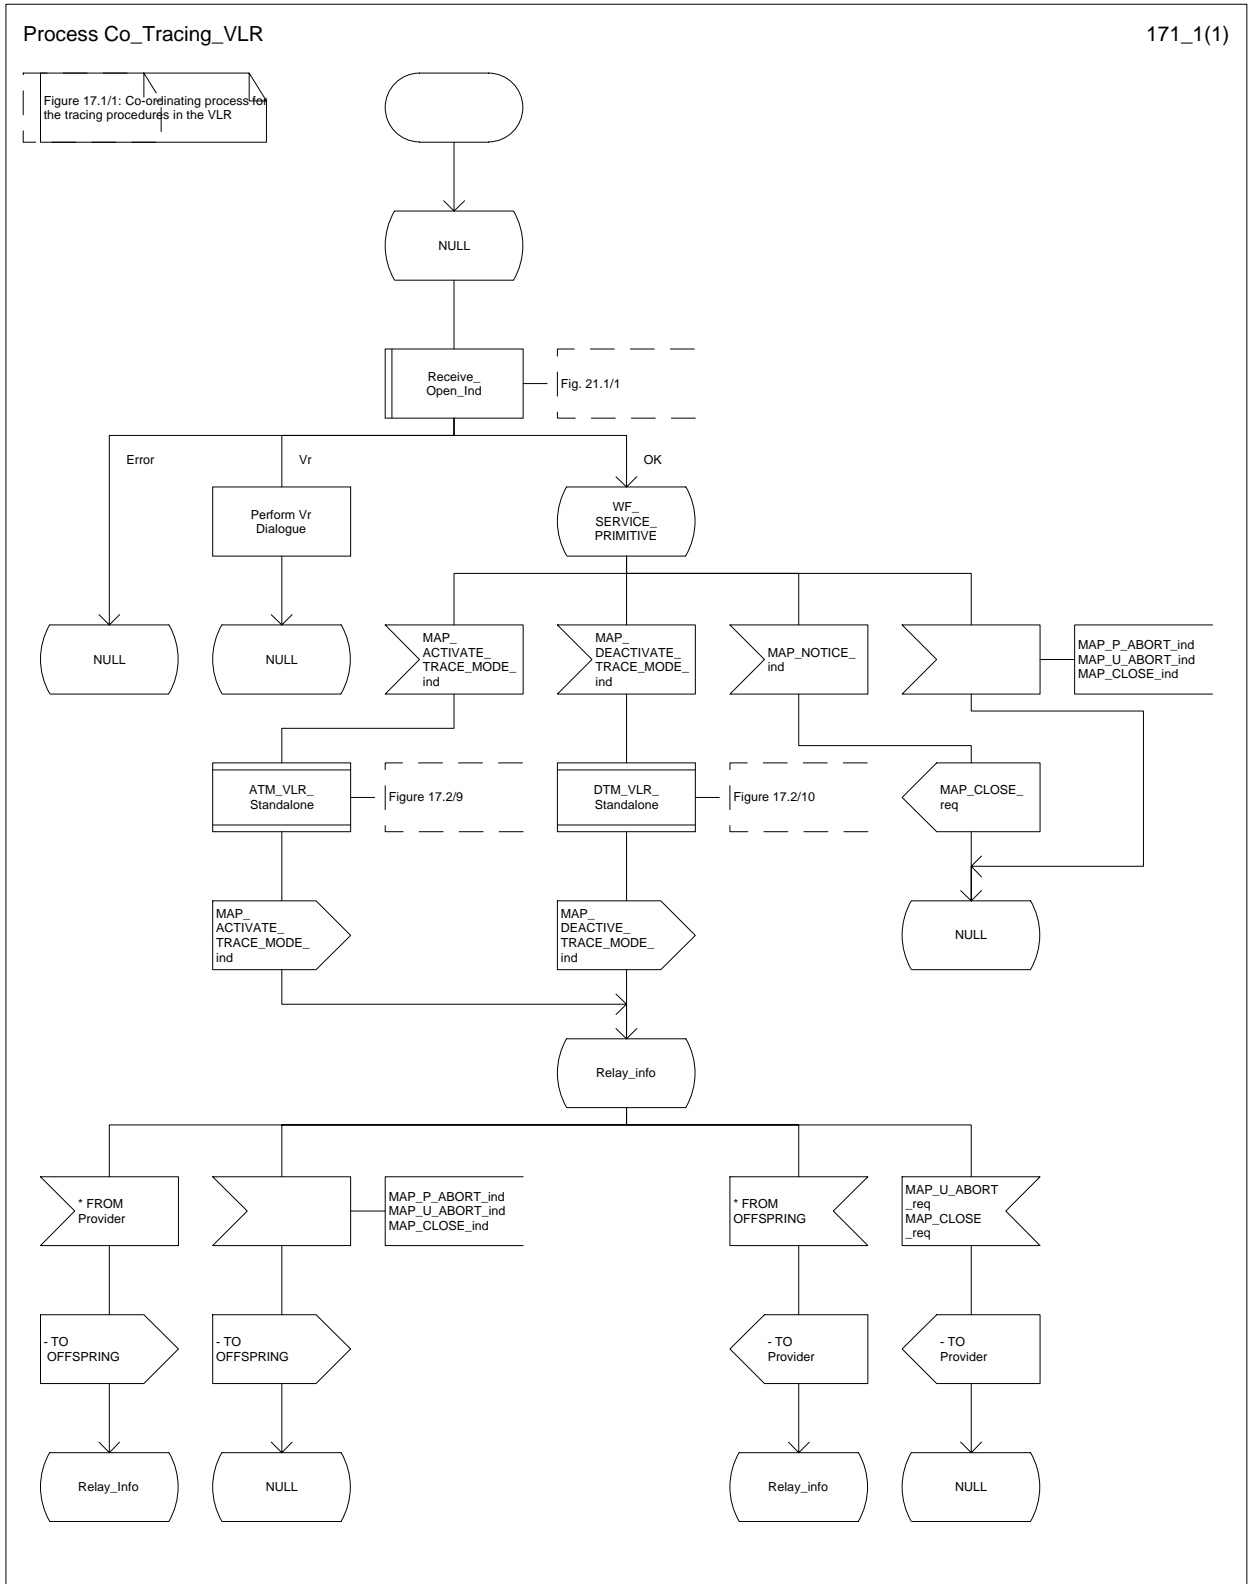 Process Co_Tracing_VLR
171_1(1)
Figure 17.1/1: Co-ordinating process for
the tracing procedures in the VLR
NULL
Receive_
Open_Ind
Fig. 21.1/1
Error
Vr
OK
Perform Vr
Dialogue
WF_
SERVICE_
PRIMITIVE
NULL
NULL
MAP_
ACTIVATE_
TRACE_MODE_
ind
MAP_
DEACTIVATE_
TRACE_MODE_
ind
MAP_NOTICE_
ind
MAP_P_ABORT_ind
MAP_U_ABORT_ind
MAP_CLOSE_ind
ATM_VLR_
Standalone
Figure 17.2/9
DTM_VLR_
Standalone
Figure 17.2/10
MAP_CLOSE_
req
MAP_
ACTIVATE_
TRACE_MODE_
ind
MAP_
DEACTIVE_
TRACE_MODE_
ind
NULL
Relay_info
* FROM
Provider
MAP_P_ABORT_ind
MAP_U_ABORT_ind
MAP_CLOSE_ind
* FROM
OFFSPRING
MAP_U_ABORT
_req
MAP_CLOSE
_req
- TO
OFFSPRING
- TO
OFFSPRING
- TO
Provider
- TO
Provider
Relay_Info
NULL
Relay_info
NULL